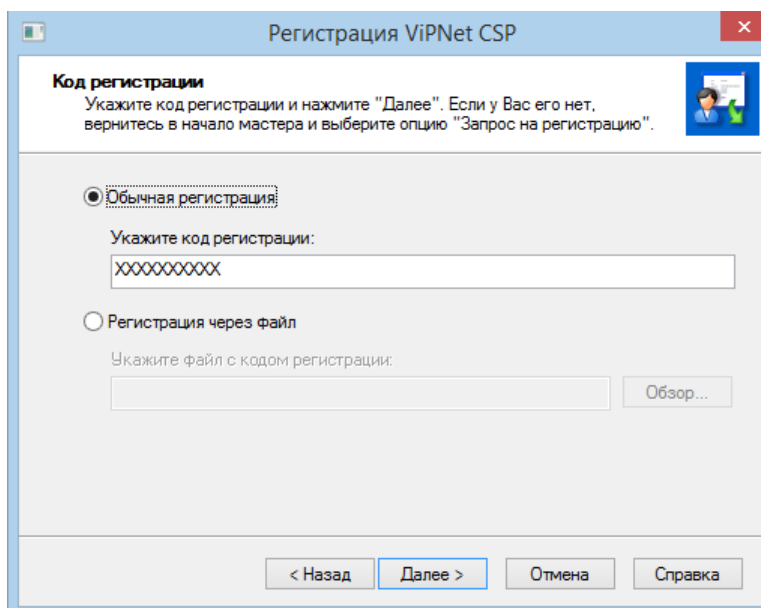 Регистрация ViPNet CSP
Код регистрации
Укажите код регистрации и нажмите "Далее". Если у Вас его нет,
вернитесь в начало мастера и выберите опцию "Запрос на регистрацию".
Обычная регистрация
Укажите код регистрации:
XXXXXXXXXX
Регистрация через файл
Укажите файл с кодом регистрации:
Обзор...
< Назад Далее > Отмена Справка